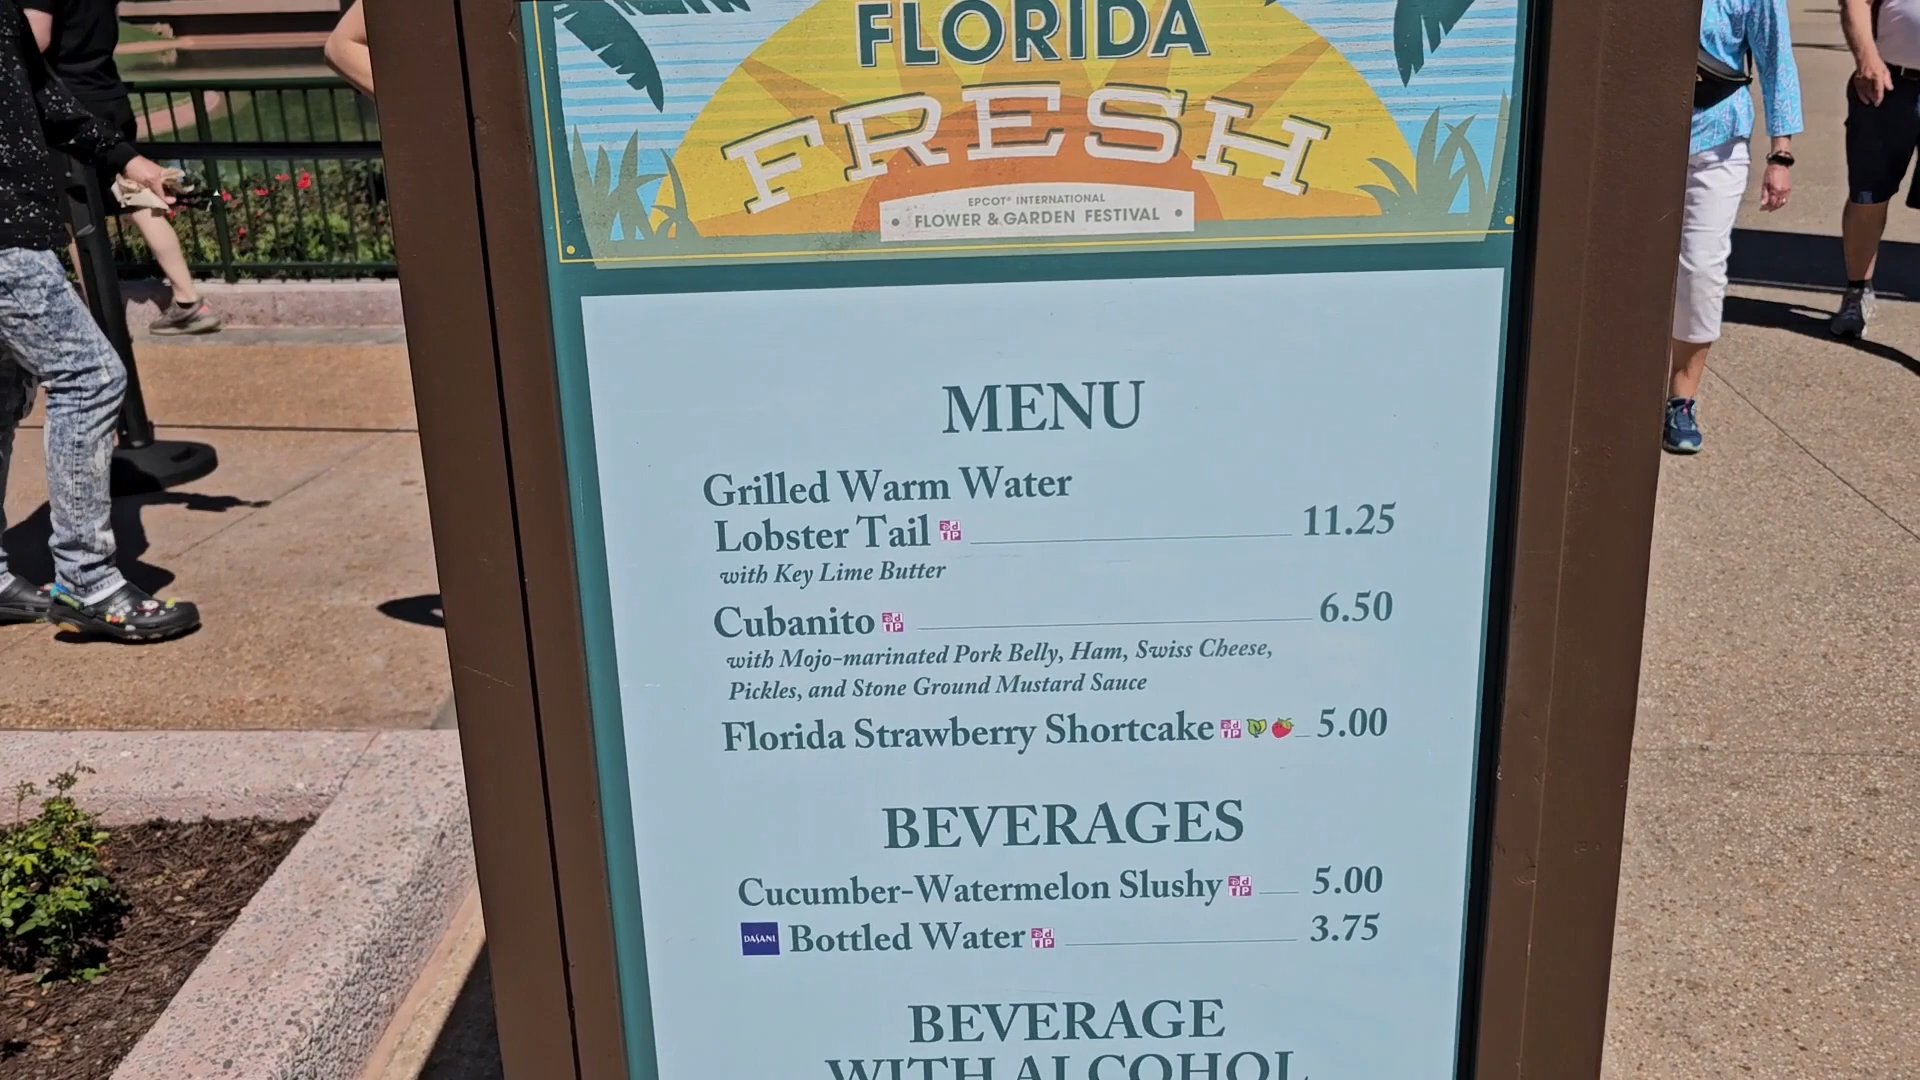 FLORIDA
FRESH
EPCOT® INTERNATIONAL
• FLOWER & GARDEN FESTIVAL •
MENU
Grilled Warm Water
Lobster Tail 11.25
with Key Lime Butter
Cubanito 6.50
with Mojo-marinated Pork Belly, Ham, Swiss Cheese,
Pickles, and Stone Ground Mustard Sauce
Florida Strawberry Shortcake 5.00
BEVERAGES
Cucumber-Watermelon Slushy 5.00
DASANI Bottled Water 3.75
BEVERAGE
WITH ALCOHOL